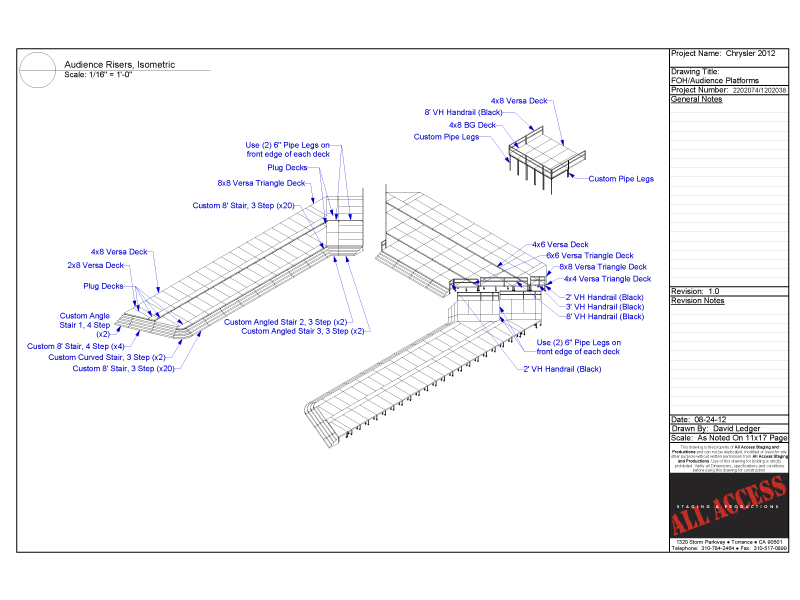 Audience Risers, Isometric
Scale: 1/16" = 1'-0"
4x8 Versa Deck
8' VH Handrail (Black)
4x8 BG Deck
Custom Pipe Legs
Custom Pipe Legs
Use (2) 6" Pipe Legs on
front edge of each deck
Plug Decks
8x8 Versa Triangle Deck
Custom 8' Stair, 3 Step (x20)
4x8 Versa Deck
2x8 Versa Deck
Plug Decks
Custom Angle
Stair 1, 4 Step
(x2)
Custom 8' Stair, 4 Step (x4)
Custom Curved Stair, 3 Step (x2)
Custom 8' Stair, 3 Step (x20)
Custom Angled Stair 2, 3 Step (x2)
Custom Angled Stair 3, 3 Step (x2)
4x6 Versa Deck
6x6 Versa Triangle Deck
8x8 Versa Triangle Deck
4x4 Versa Triangle Deck
2' VH Handrail (Black)
3' VH Handrail (Black)
8' VH Handrail (Black)
Use (2) 6" Pipe Legs on
front edge of each deck
2' VH Handrail (Black)
Project Name: Chrysler 2012
Drawing Title:
FOH/Audience Platforms
Project Number: 2202074/1202038
General Notes
Revision: 1.0
Revision Notes
Date: 08-24-12
Drawn By: David Ledger
Scale: As Noted On 11x17 Page
This drawing is the property of All Access Staging and
Productions and can not be duplicated, modified or used for any
other purpose without written permission from All Access Staging
and Productions. Use of this drawing for bidding is strictly
prohibited. Verify all Dimensions, specifications and conditions
before using this drawing for construction.
ALL ACCESS
STAGING & PRODUCTIONS
1320 Storm Parkway ● Torrance ● CA 90501
Telephone: 310-784-2464 ● Fax: 310-517-0899